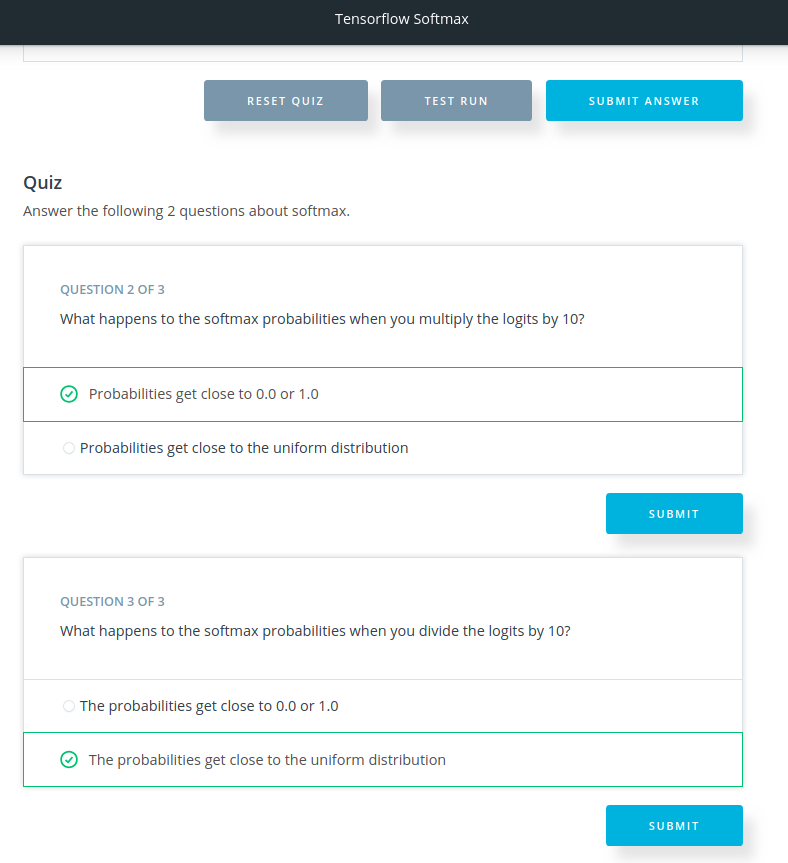 Tensorflow Softmax
RESET QUIZ
TEST RUN
SUBMIT ANSWER
Quiz
Answer the following 2 questions about softmax.
QUESTION 2 OF 3
What happens to the softmax probabilities when you multiply the logits by 10?
Probabilities get close to 0.0 or 1.0
Probabilities get close to the uniform distribution
SUBMIT
QUESTION 3 OF 3
What happens to the softmax probabilities when you divide the logits by 10?
The probabilities get close to 0.0 or 1.0
The probabilities get close to the uniform distribution
SUBMIT